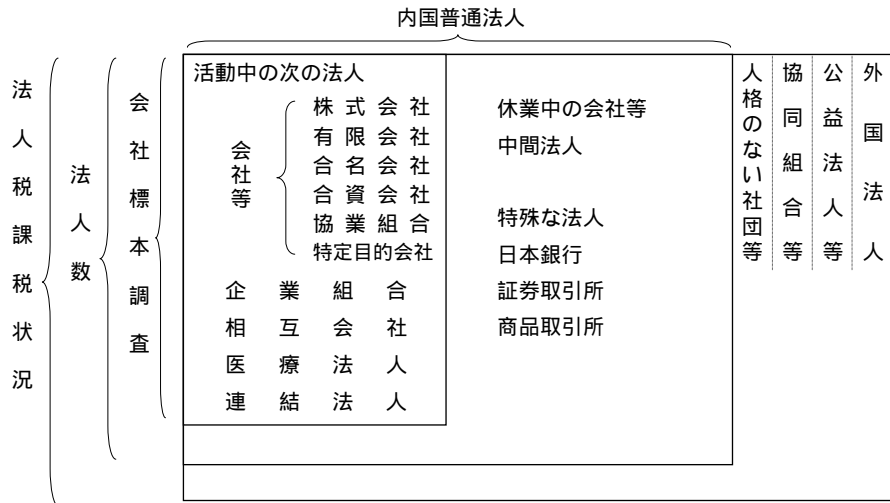 内国普通法人
法人税課税状況
法人数
会社標本調査
活動中の次の法人
会社等
株式会社
有限会社
合名会社
合資会社
協業組合
特定目的会社
企業組合
相互会社
医療法人
連結法人
休業中の会社等
中間法人
特殊な法人
日本銀行
証券取引所
商品取引所
人格のない社団等
協同組合等
公益法人等
外国法人